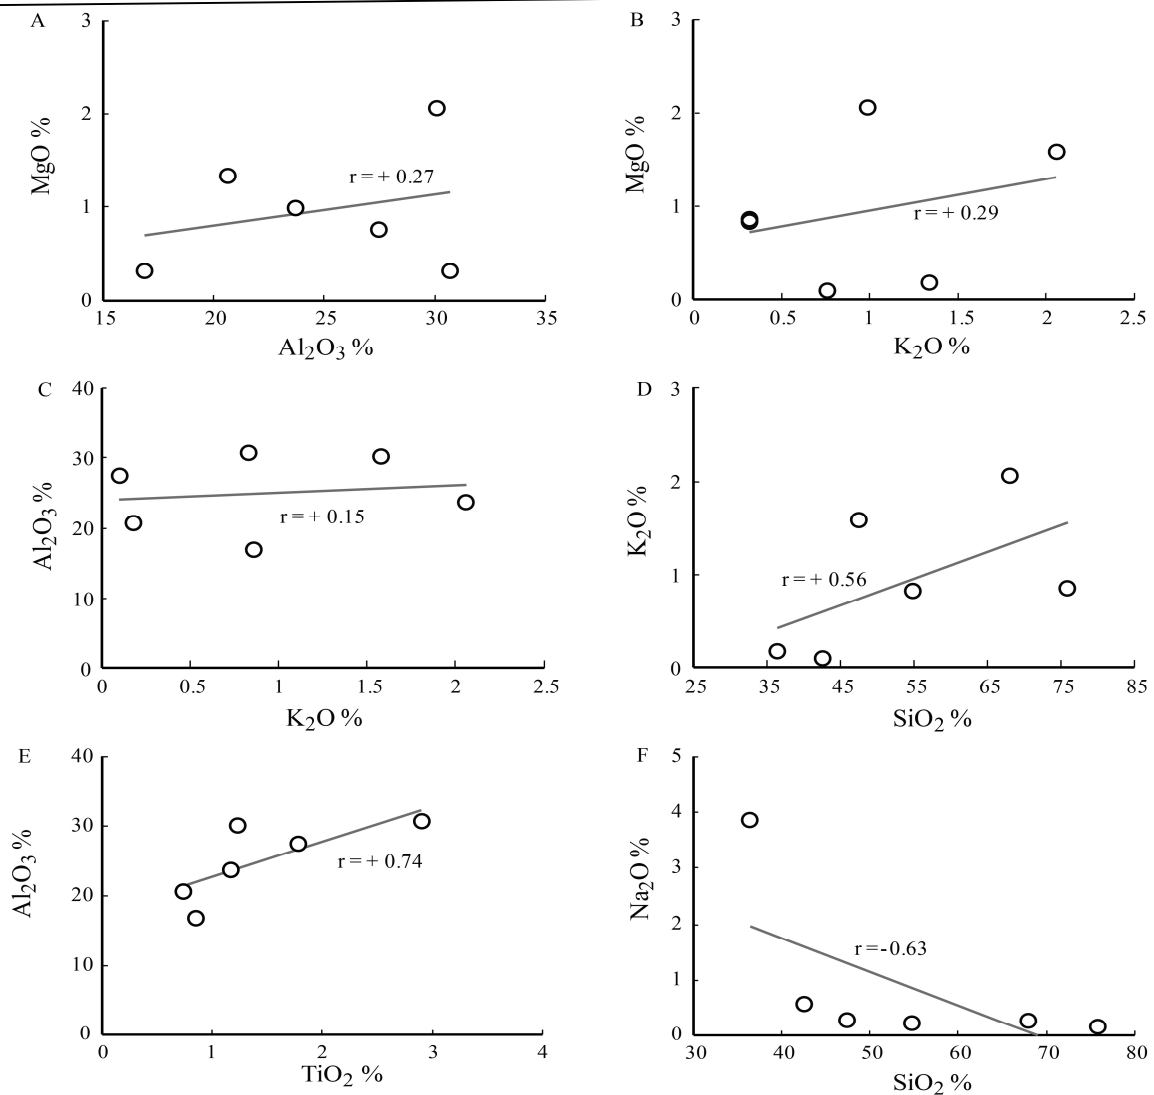 A
3
2
1
0
MgO %
r = + 0.27
15 20 25 30 35
Al₂O₃ %
B
3
2
1
0
MgO %
r = + 0.29
0 0.5 1 1.5 2 2.5
K₂O %
C
40
30
20
10
0
Al₂O₃ %
r = + 0.15
0 0.5 1 1.5 2 2.5
K₂O %
D
3
2
1
0
K₂O %
r = + 0.56
25 35 45 55 65 75 85
SiO₂ %
E
40
30
20
10
0
Al₂O₃ %
r = + 0.74
0 1 2 3 4
TiO₂ %
F
5
4
3
2
1
0
Na₂O %
r =-0.63
30 40 50 60 70 80
SiO₂ %